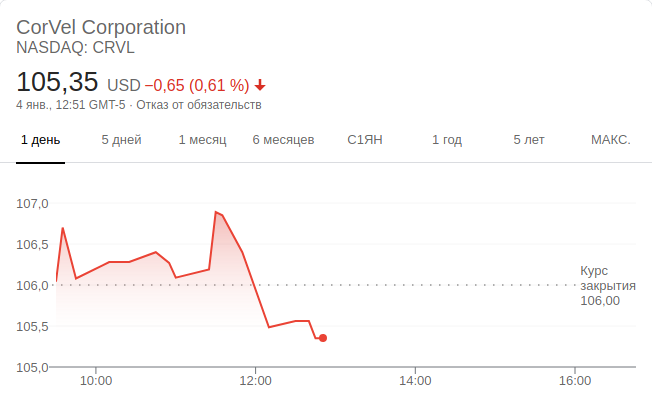 CorVel Corporation
NASDAQ: CRVL
105,35 USD −0,65 (0,61 %)
4 янв., 12:51 GMT-5 · Отказ от обязательств
1 день 5 дней 1 месяц 6 месяцев С1ЯН 1 год 5 лет МАКС.
107,0
106,5
106,0
105,5
105,0
Курс
закрытия
106,00
10:00 12:00 14:00 16:00